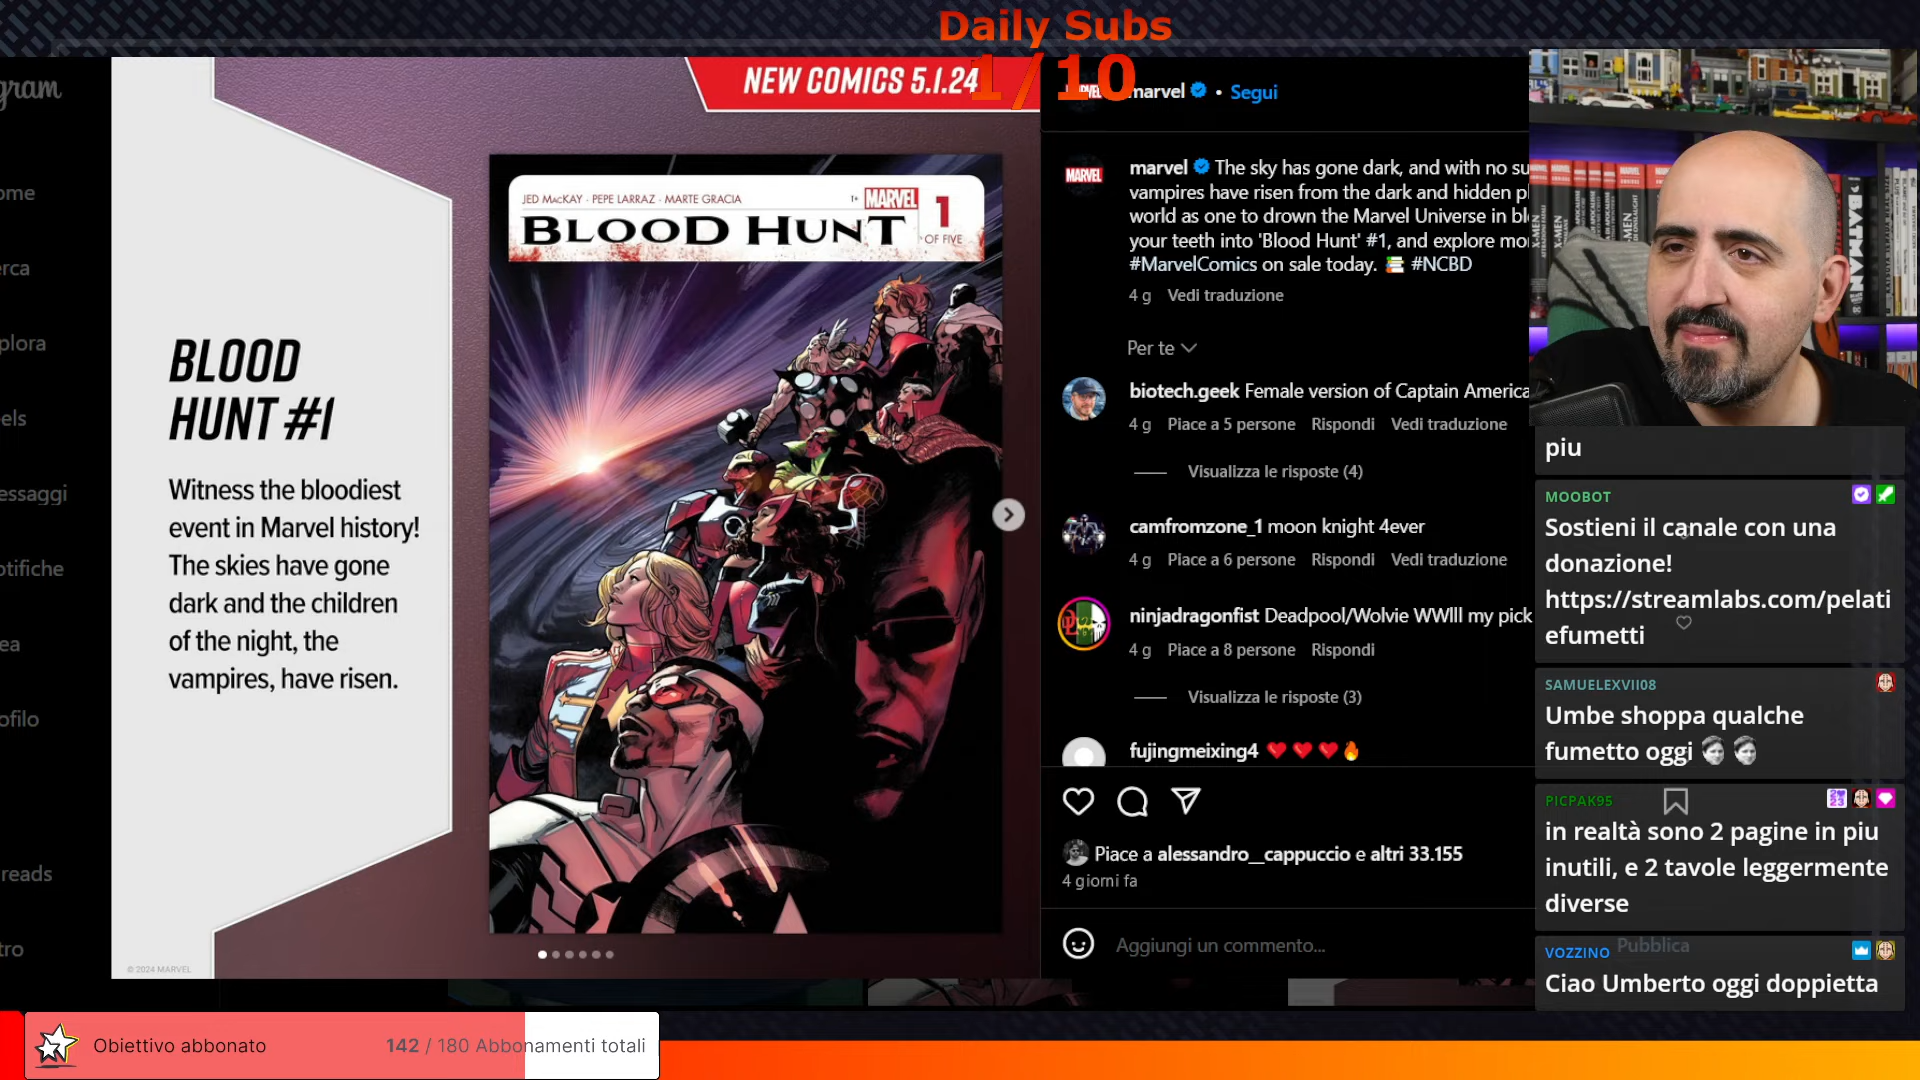 Daily Subs
1/10
gram
ome
erca
plora
els
essaggi
otifiche
ea
ofilo
reads
tro
NEW COMICS 5.1.24
BLOOD
HUNT #1
Witness the bloodiest
event in Marvel history!
The skies have gone
dark and the children
of the night, the
vampires, have risen.
© 2024 MARVEL
JED MacKAY · PEPE LARRAZ · MARTE GRACIA
MARVEL
BLOOD HUNT
1
OF FIVE
marvel • Segui
MARVEL
marvel The sky has gone dark, and with no su
vampires have risen from the dark and hidden p
world as one to drown the Marvel Universe in bl
your teeth into 'Blood Hunt' #1, and explore mo
#MarvelComics on sale today. #NCBD
4 g Vedi traduzione
Per te
biotech.geek Female version of Captain America
4 g Piace a 5 persone Rispondi Vedi traduzione
Visualizza le risposte (4)
camfromzone_1 moon knight 4ever
4 g Piace a 6 persone Rispondi Vedi traduzione
ninjadragonfist Deadpool/Wolvie WWlll my pick
4 g Piace a 8 persone Rispondi
Visualizza le risposte (3)
fujingmeixing4 ❤️❤️❤️🔥
Piace a alessandro__cappuccio e altri 33.155
4 giorni fa
Aggiungi un commento...
Pubblica
X-MEN
BATMAN
piu
MOOBOT
Sostieni il canale con una
donazione!
https://streamlabs.com/pelati
efumetti
SAMUELEXVII08
Umbe shoppa qualche
fumetto oggi
PICPAK95
in realtà sono 2 pagine in piu
inutili, e 2 tavole leggermente
diverse
VOZZINO
Ciao Umberto oggi doppietta
Obiettivo abbonato
142 / 180 Abbonamenti totali